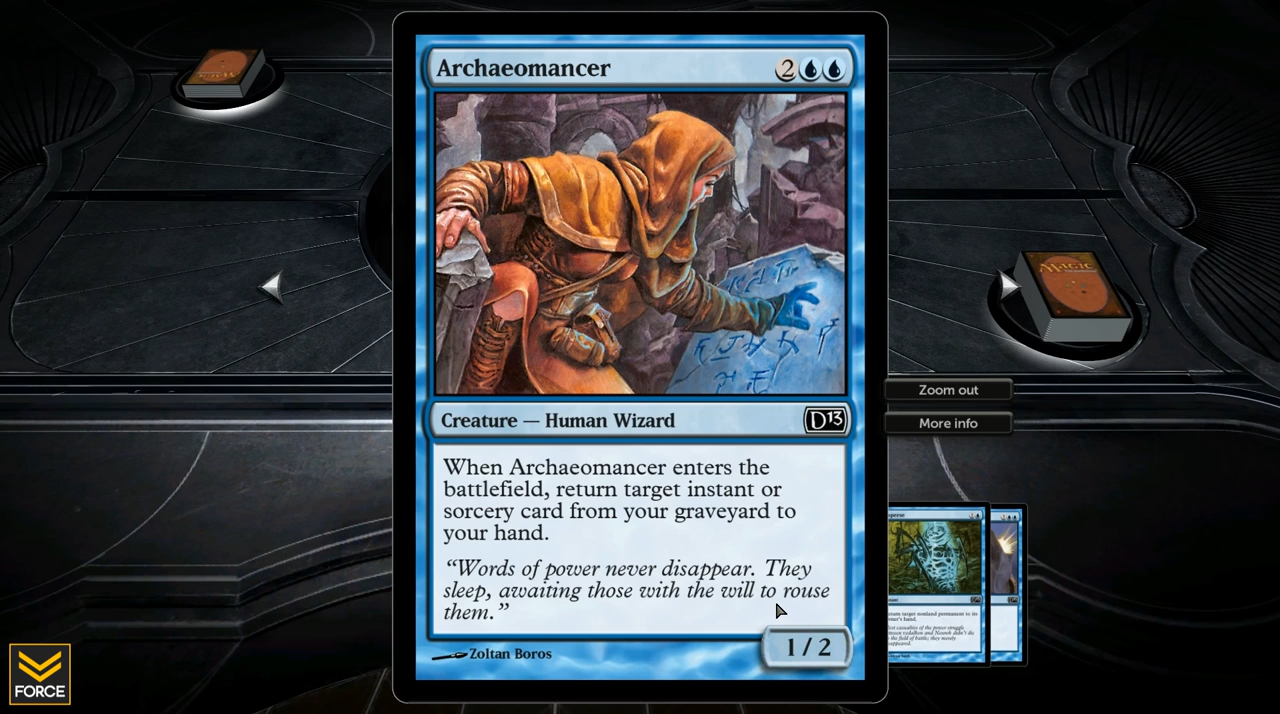 Archaeomancer 2
Creature — Human Wizard D13
When Archaeomancer enters the
battlefield, return target instant or
sorcery card from your graveyard to
your hand.
“Words of power never disappear. They
sleep, awaiting those with the will to rouse
them.”
1 / 2
Zoltan Boros
MAGIC
Zoom out
More info
FORCE